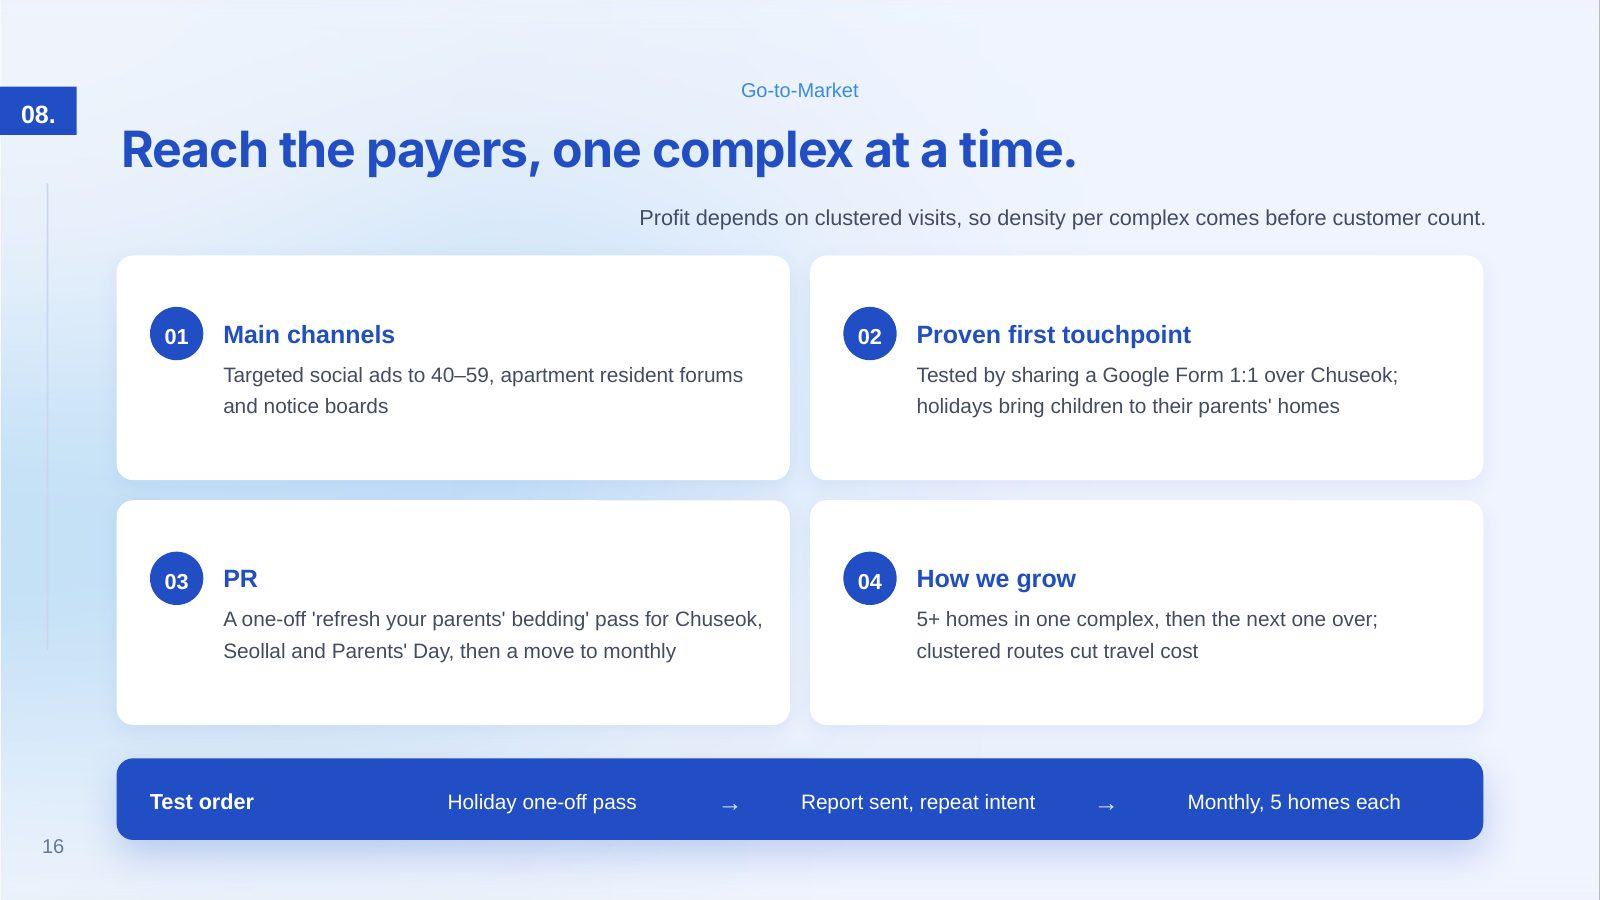 Go-to-Market
08.
Reach the payers, one complex at a time.
Profit depends on clustered visits, so density per complex comes before customer count.
01
Main channels
Targeted social ads to 40–59, apartment resident forums
and notice boards
02
Proven first touchpoint
Tested by sharing a Google Form 1:1 over Chuseok;
holidays bring children to their parents' homes
03
PR
A one-off 'refresh your parents' bedding' pass for Chuseok,
Seollal and Parents' Day, then a move to monthly
04
How we grow
5+ homes in one complex, then the next one over;
clustered routes cut travel cost
Test order
Holiday one-off pass
→
Report sent, repeat intent
→
Monthly, 5 homes each
16